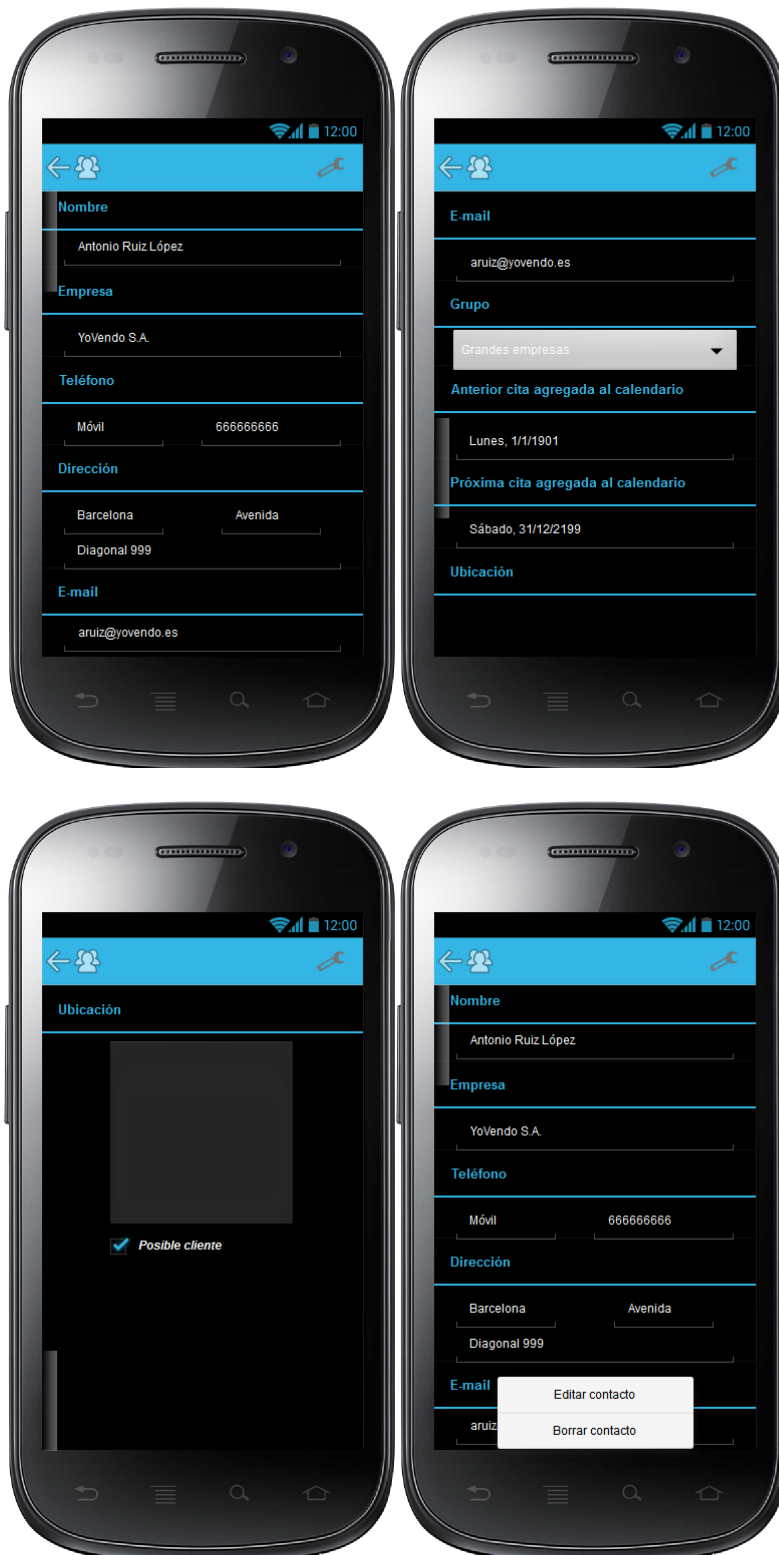 12:00
Nombre
Antonio Ruiz López
Empresa
YoVendo S.A.
Teléfono
Móvil 666666666
Dirección
Barcelona Avenida
Diagonal 999
E-mail
aruiz@yovendo.es
12:00
E-mail
aruiz@yovendo.es
Grupo
Grandes empresas
Anterior cita agregada al calendario
Lunes, 1/1/1901
Próxima cita agregada al calendario
Sábado, 31/12/2199
Ubicación
12:00
Ubicación
Posible cliente
12:00
Nombre
Antonio Ruiz López
Empresa
YoVendo S.A.
Teléfono
Móvil 666666666
Dirección
Barcelona Avenida
Diagonal 999
E-mail
Editar contacto
aruiz
Borrar contacto